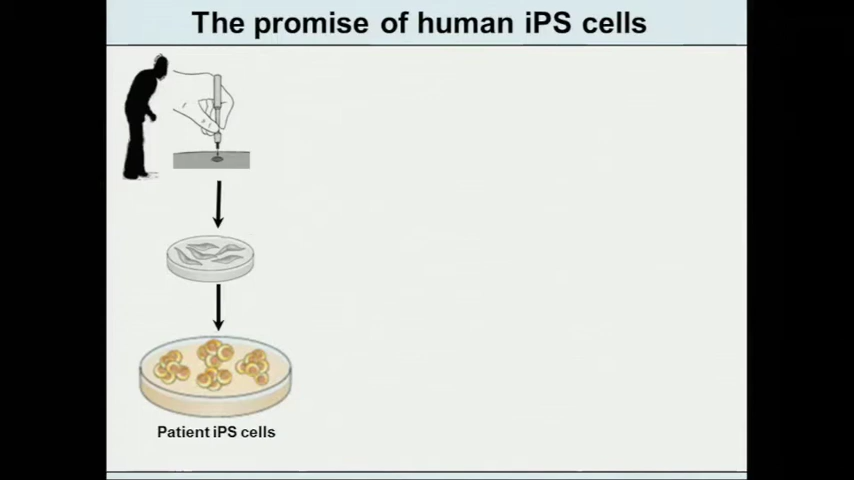 The promise of human iPS cells
Patient iPS cells